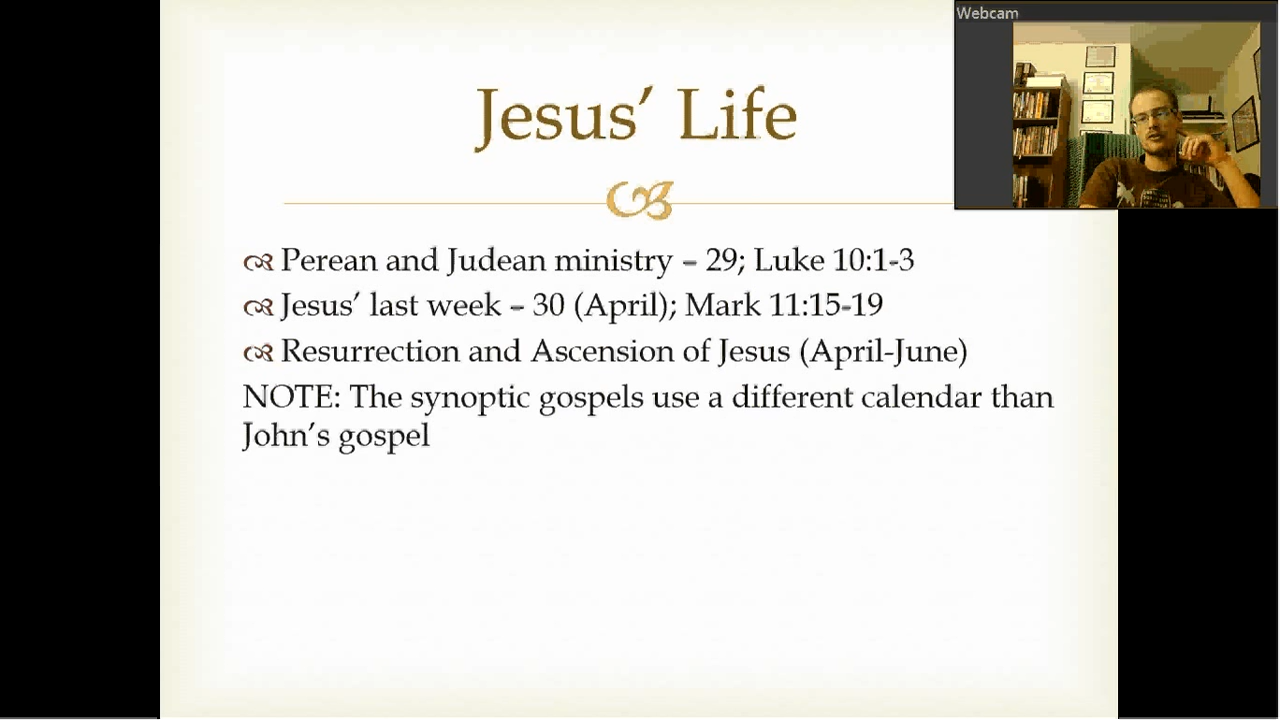 Webcam
Jesus’ Life
Perean and Judean ministry – 29; Luke 10:1-3
Jesus’ last week – 30 (April); Mark 11:15-19
Resurrection and Ascension of Jesus (April-June)
NOTE: The synoptic gospels use a different calendar than
John’s gospel